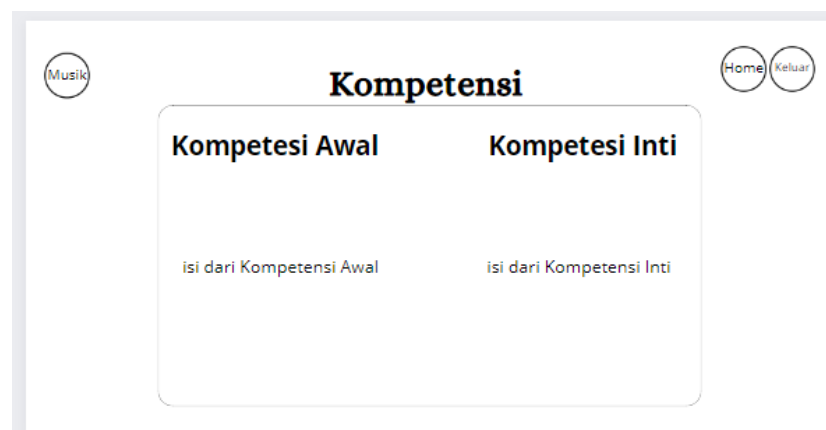 Musik
Home
Keluar
Kompetensi
Kompetesi Awal
Kompetesi Inti
isi dari Kompetensi Awal
isi dari Kompetensi Inti